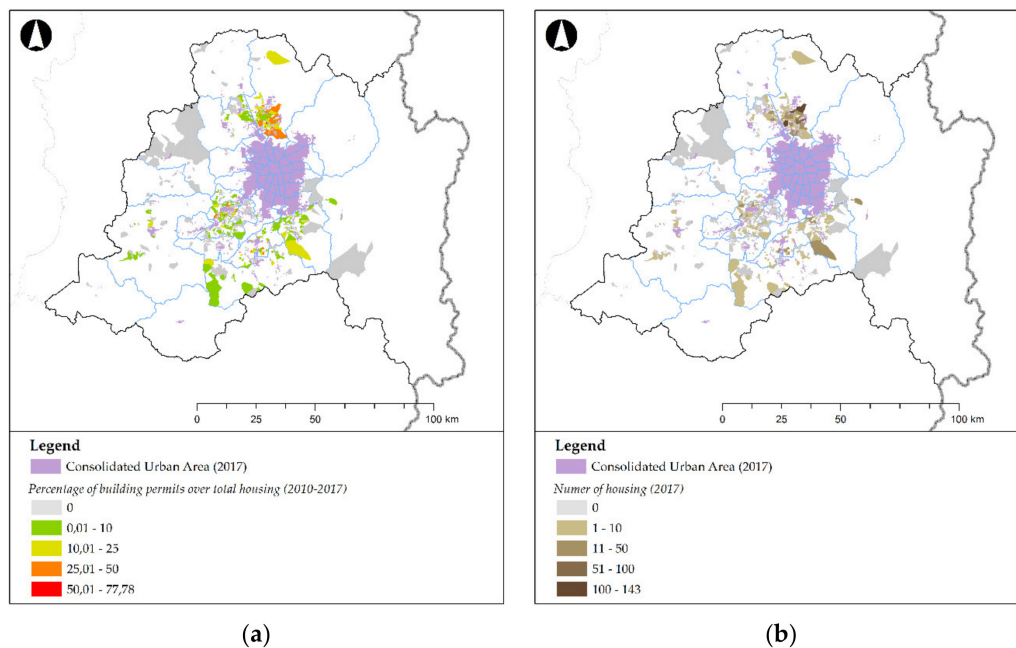 0 25 50 100 km
Legend
Consolidated Urban Area (2017)
Percentage of building permits over total housing (2010-2017)
0
0,01 - 10
10,01 - 25
25,01 - 50
50,01 - 77,78
(a)
0 25 50 100 km
Legend
Consolidated Urban Area (2017)
Numer of housing (2017)
0
1 - 10
11 - 50
51 - 100
100 - 143
(b)